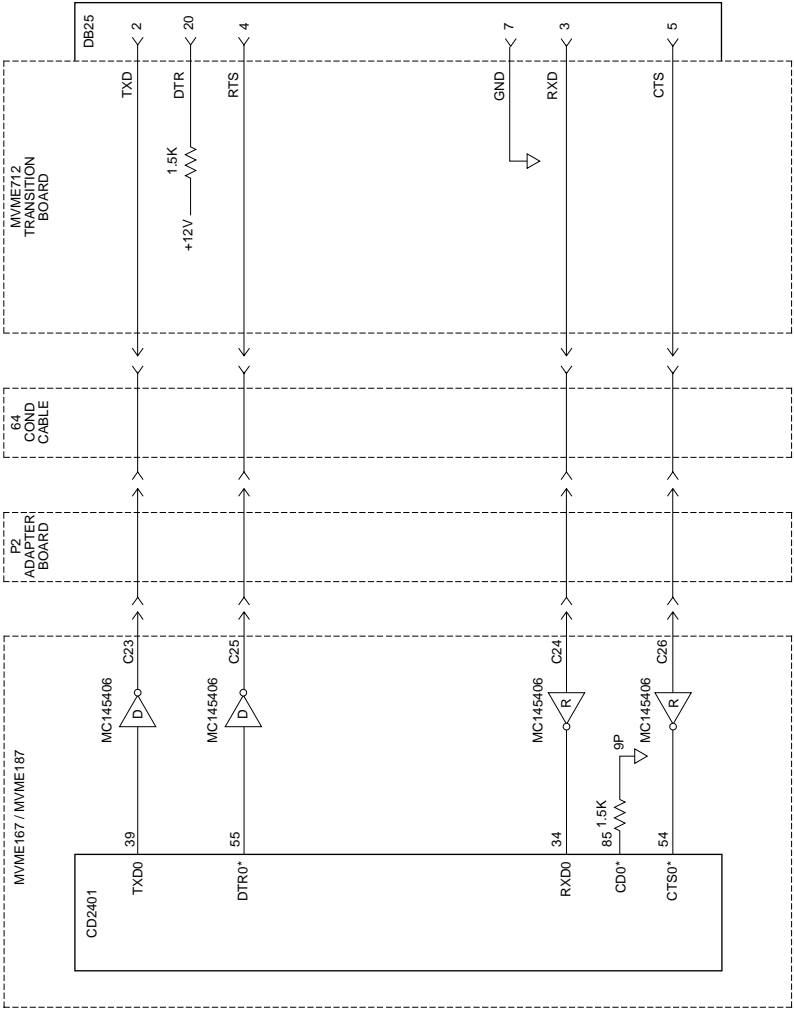 MVME167 / MVME187
CD2401
TXD0
39
MC145406
D
C23
DTR0*
55
MC145406
D
C25
RXD0
34
MC145406
R
C24
CD0*
85
1.5K
9P
CTS0*
54
MC145406
R
C26
P2
ADAPTER
BOARD
64
COND
CABLE
MVME712
TRANSITION
BOARD
+12V
1.5K
TXD
DTR
RTS
GND
RXD
CTS
DB25
2
20
4
7
3
5